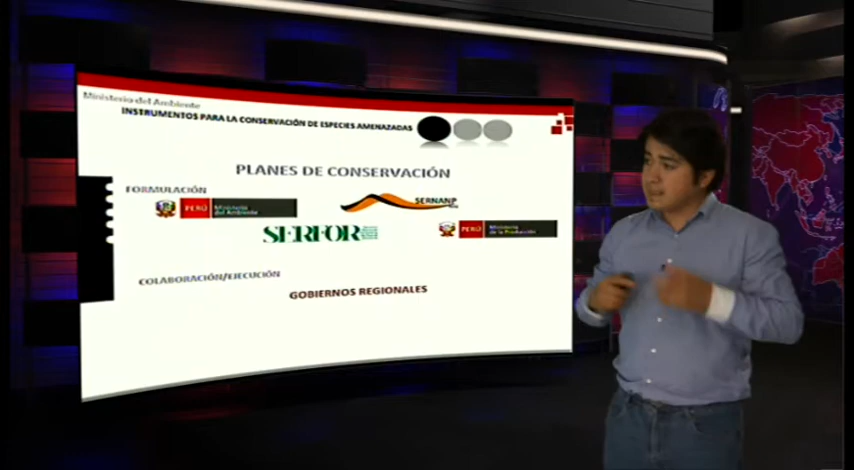 Ministerio del Ambiente
INSTRUMENTOS PARA LA CONSERVACIÓN DE ESPECIES AMENAZADAS
PLANES DE CONSERVACIÓN
FORMULACIÓN
PERÚ Ministerio
del Ambiente
SERNANP
SERFOR
PERÚ Ministerio
de la Producción
COLABORACIÓN/EJECUCIÓN
GOBIERNOS REGIONALES